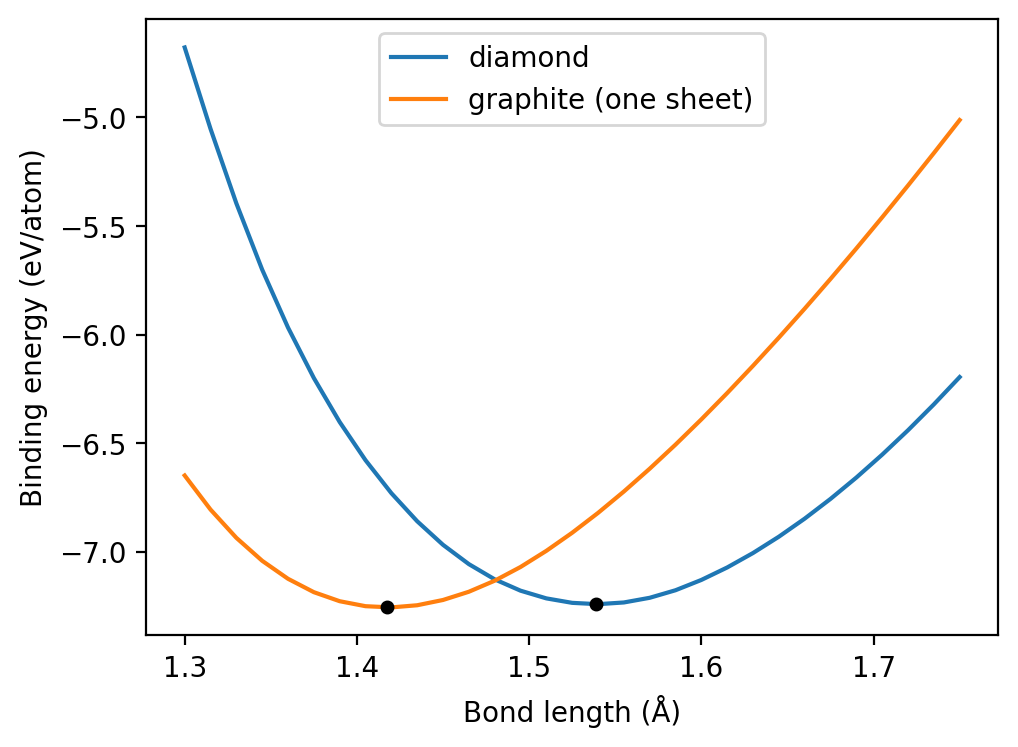 diamond
graphite (one sheet)
Binding energy (eV/atom)
−5.0
−5.5
−6.0
−6.5
−7.0
1.3
1.4
1.5
1.6
1.7
Bond length (Å)